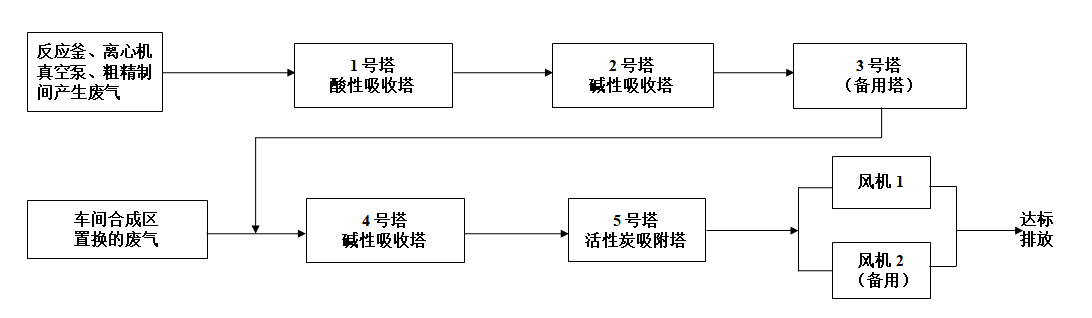 反应釜、离心机
真空泵、粗精制
间产生废气
1号塔
酸性吸收塔
2号塔
碱性吸收塔
3号塔
（备用塔）
车间合成区
置换的废气
4号塔
碱性吸收塔
5号塔
活性炭吸附塔
风机1
风机2
（备用）
达标
排放